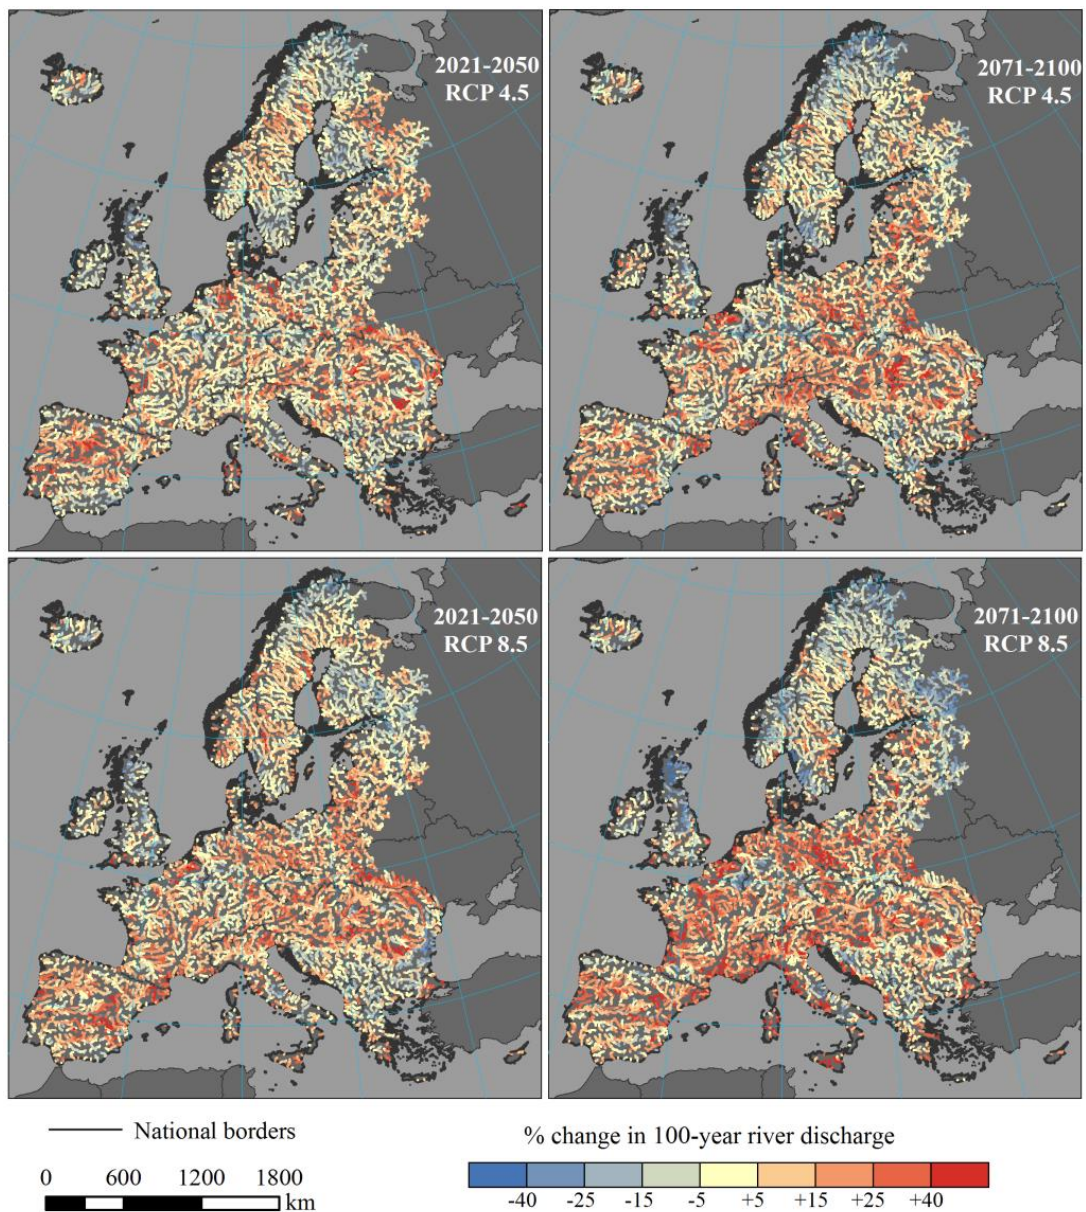 2021-2050
RCP 4.5
2071-2100
RCP 4.5
2021-2050
RCP 8.5
2071-2100
RCP 8.5
National borders
0 600 1200 1800
km
% change in 100-year river discharge
-40 -25 -15 -5 +5 +15 +25 +40